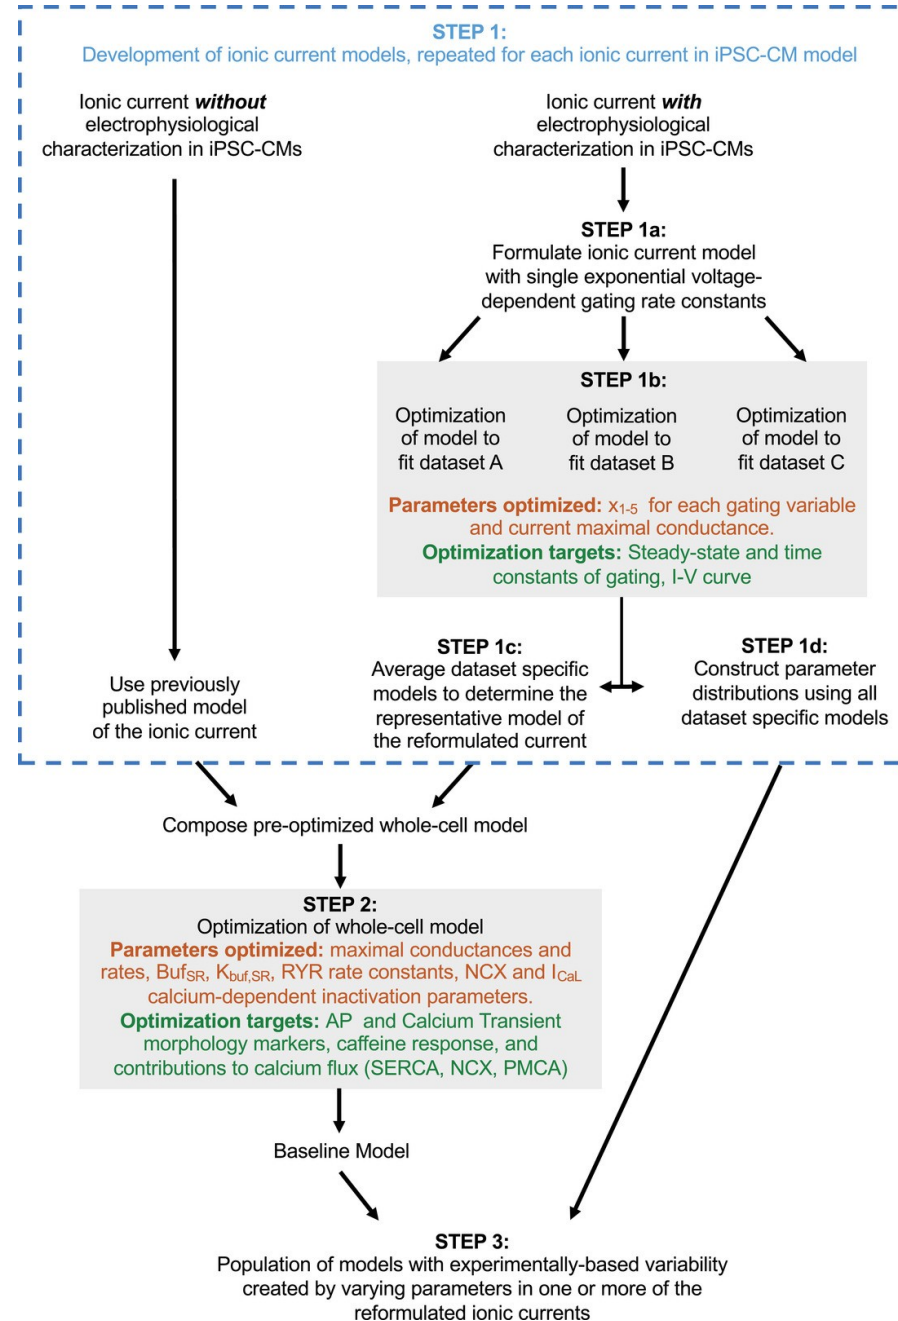 STEP 1:
Development of ionic current models, repeated for each ionic current in iPSC-CM model
Ionic current without
electrophysiological
characterization in iPSC-CMs
Ionic current with
electrophysiological
characterization in iPSC-CMs
STEP 1a:
Formulate ionic current model
with single exponential voltage-
dependent gating rate constants
STEP 1b:
Optimization
of model to
fit dataset A
Optimization
of model to
fit dataset B
Optimization
of model to
fit dataset C
Parameters optimized: x1-5 for each gating variable
and current maximal conductance.
Optimization targets: Steady-state and time
constants of gating, I-V curve
Use previously
published model
of the ionic current
STEP 1c:
Average dataset specific
models to determine the
representative model of
the reformulated current
STEP 1d:
Construct parameter
distributions using all
dataset specific models
Compose pre-optimized whole-cell model
STEP 2:
Optimization of whole-cell model
Parameters optimized: maximal conductances and
rates, BufSR, Kbuf,SR, RYR rate constants, NCX and ICaL
calcium-dependent inactivation parameters.
Optimization targets: AP and Calcium Transient
morphology markers, caffeine response, and
contributions to calcium flux (SERCA, NCX, PMCA)
Baseline Model
STEP 3:
Population of models with experimentally-based variability
created by varying parameters in one or more of the
reformulated ionic currents